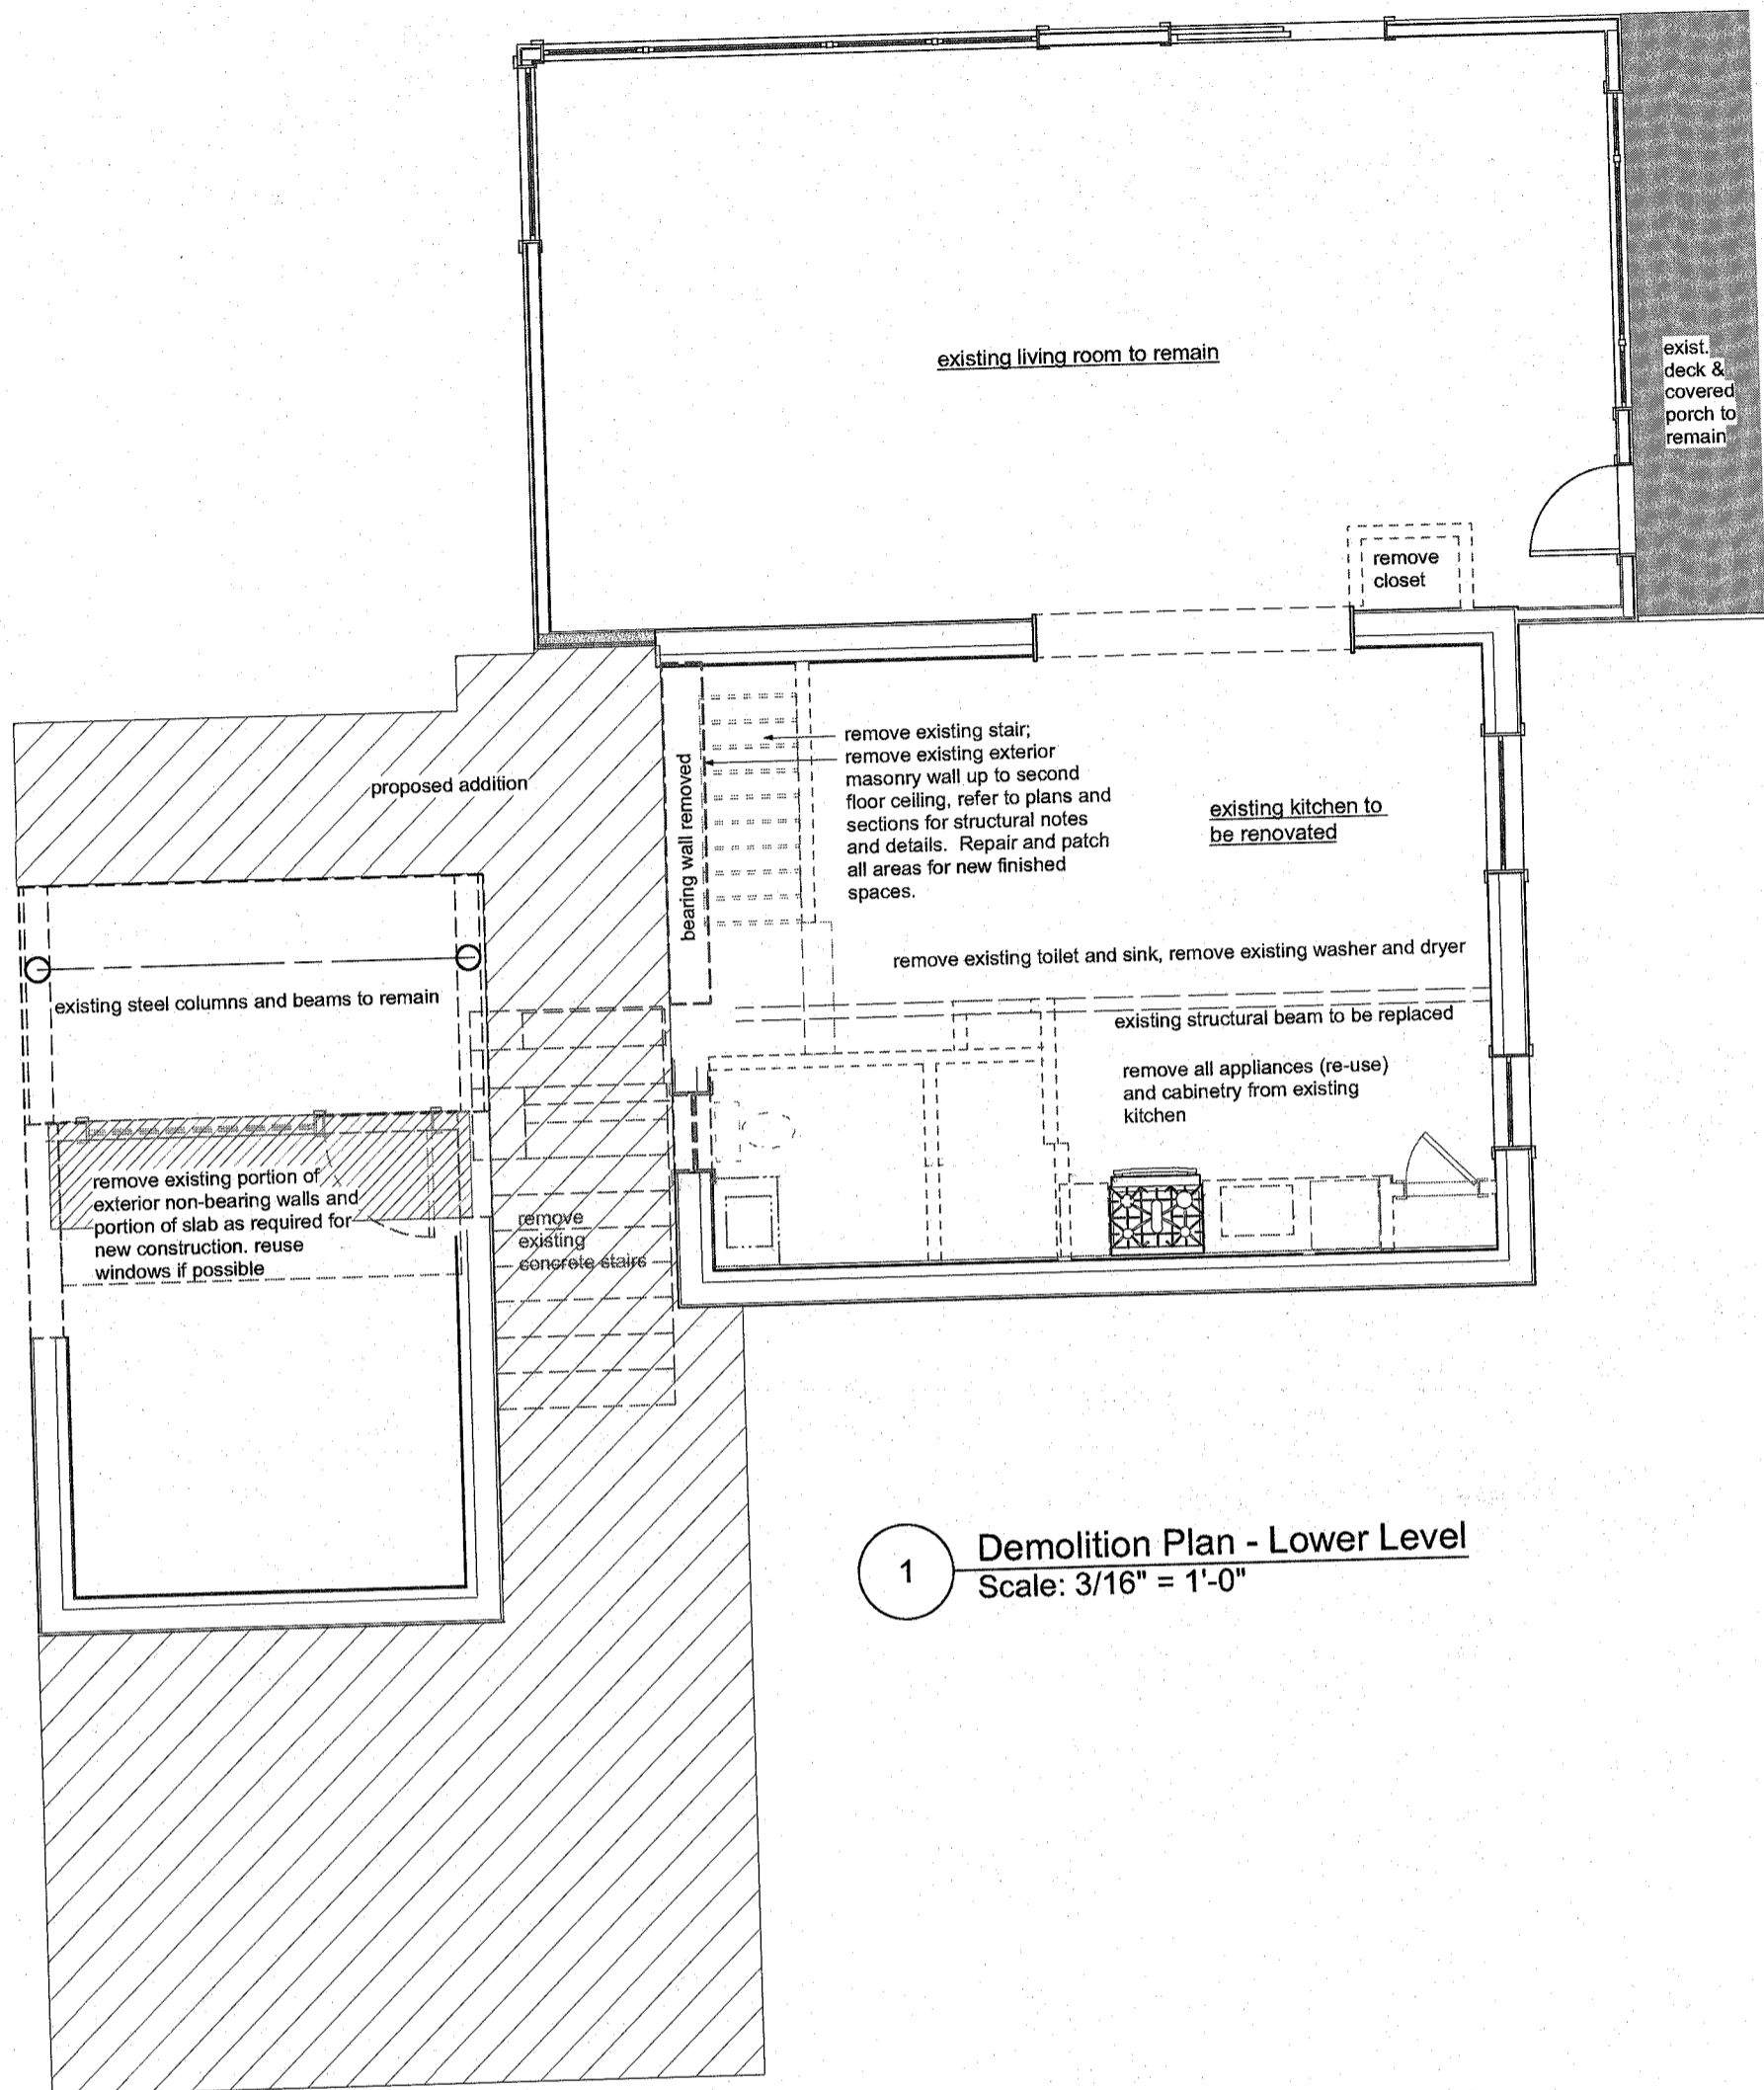 existing living room to remain
exist.
deck &
covered
porch to
remain
remove
closet
proposed addition
bearing wall removed
remove existing stair;
remove existing exterior
masonry wall up to second
floor ceiling, refer to plans and
sections for structural notes
and details. Repair and patch
all areas for new finished
spaces.
existing kitchen to
be renovated
remove existing toilet and sink, remove existing washer and dryer
existing steel columns and beams to remain
existing structural beam to be replaced
remove all appliances (re-use)
and cabinetry from existing
kitchen
remove existing portion of
exterior non-bearing walls and
portion of slab as required for
new construction. reuse
windows if possible
remove
existing
concrete stairs
1
Demolition Plan - Lower Level
Scale: 3/16" = 1'-0"